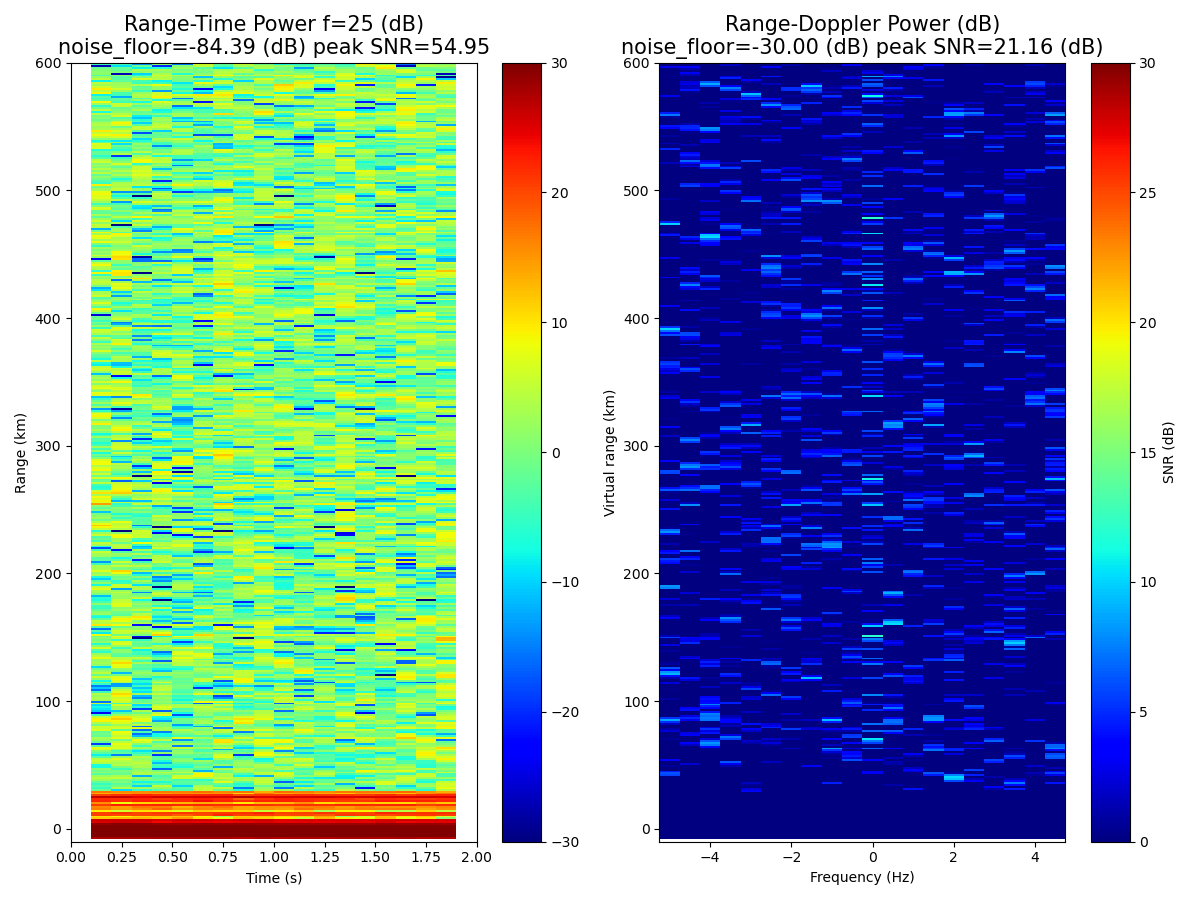 Range-Time Power f=25 (dB)
noise_floor=-84.39 (dB) peak SNR=54.95
600
500
400
300
200
100
0
Range (km)
0.00 0.25 0.50 0.75 1.00 1.25 1.50 1.75 2.00
Time (s)
30
20
10
0
−10
−20
−30
Range-Doppler Power (dB)
noise_floor=-30.00 (dB) peak SNR=21.16 (dB)
600
500
400
300
200
100
0
Virtual range (km)
−4 −2 0 2 4
Frequency (Hz)
30
25
20
15
10
5
0
SNR (dB)